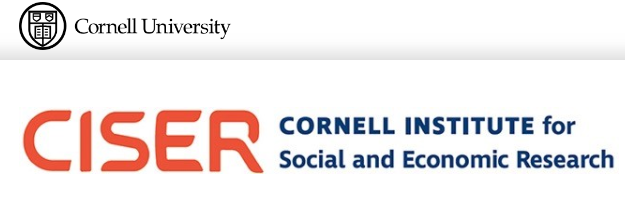 Cornell University
CISER
CORNELL INSTITUTE for
Social and Economic Research